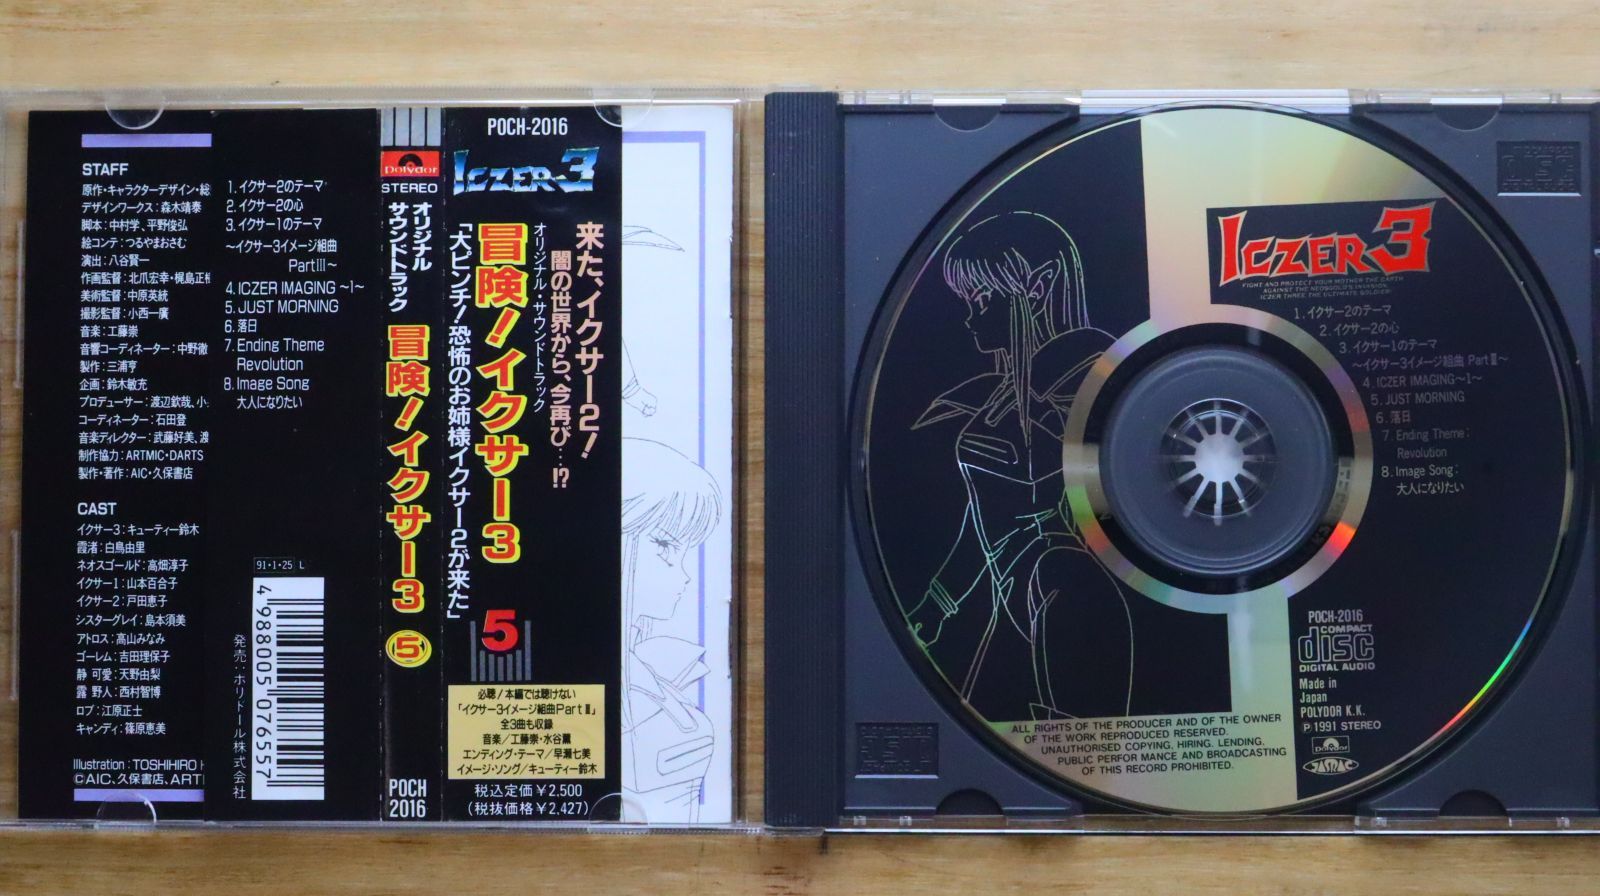 STAFF
原作・キャラクターデザイン・総
デザインワークス:森木靖泰
脚本:中村学、平野俊弘
絵コンテ:つるやまおさむ
演出:八谷賢一
作画監督:北爪宏幸・梶島正
美術監督:中原英統
撮影監督:小西一廣
音楽:工藤崇
音響コーディネーター:中野徹
製作:三浦亨
企画:鈴木敏充
プロデューサー:渡辺欽哉、小
コーディネーター:石田登
音楽ディレクター:武藤好美、渡
制作協力:ARTMIC・DARTS
製作・著作:AIC・久保書店
CAST
イクサー3:キューティー鈴木
霞渚:白鳥由里
ネオスゴールド:高畑淳子
イクサー1:山本百合子
イクサー2:戸田恵子
シスターグレイ:島本須美
アトロス:高山みなみ
ゴーレム:吉田理保子
静 可愛:天野由梨
露 野人:西村智博
ロブ:江原正士
キャンディ:篠原恵美
Illustration : TOSHIHIRO
©AIC、久保書店、ARTI
1. イクサー2のテーマ
2. イクサー2の心
3. イクサー1のテーマ
〜イクサー3イメージ組曲
PartⅢ〜
4. ICZER IMAGING 〜1〜
5. JUST MORNING
6. 落日
7. Ending Theme
Revolution
8. Image Song
大人になりたい
91・1・25 L
4988005076557
発売:ポリドール株式会社
Polydor
STEREO
オリジナル
サウンドトラック
冒険!イクサー3
5
POCH
2016
POCH-2016
ICZER-3
来た、イクサー2!
闇の世界から、今再び…!?
オリジナル・サウンドトラック
冒険!イクサー3
「大ピンチ!恐怖のお姉様イクサー2が来た」
5
必聴!本編では聴けない
「イクサー3イメージ組曲Part Ⅲ」
全3曲も収録
音楽/工藤崇・水谷薫
エンディング・テーマ/早瀬七美
イメージ・ソング/キューティー鈴木
税込定価¥2,500
(税抜価格¥2,427)
ICZER-3
FIGHT AND PROTECT YOUR MOTHER THE EARTH
AGAINST THE NEOSGOLD'S INVASION,
ICZER THREE THE ULTIMATE SOLDIER!
1. イクサー2のテーマ
2. イクサー2の心
3. イクサー1のテーマ
〜イクサー3イメージ組曲 Part Ⅲ〜
4. ICZER IMAGING〜1〜
5. JUST MORNING
6. 落日
7. Ending Theme:
Revolution
8. Image Song:
大人になりたい
POCH-2016
COMPACT
disc
DIGITAL AUDIO
Made in
Japan
POLYDOR K.K.
℗1991 STEREO
Polydor
JASRAC
ALL RIGHTS OF THE PRODUCER AND OF THE OWNER
OF THE WORK REPRODUCED RESERVED.
UNAUTHORISED COPYING, HIRING, LENDING,
PUBLIC PERFOR MANCE AND BROADCASTING
OF THIS RECORD PROHIBITED.